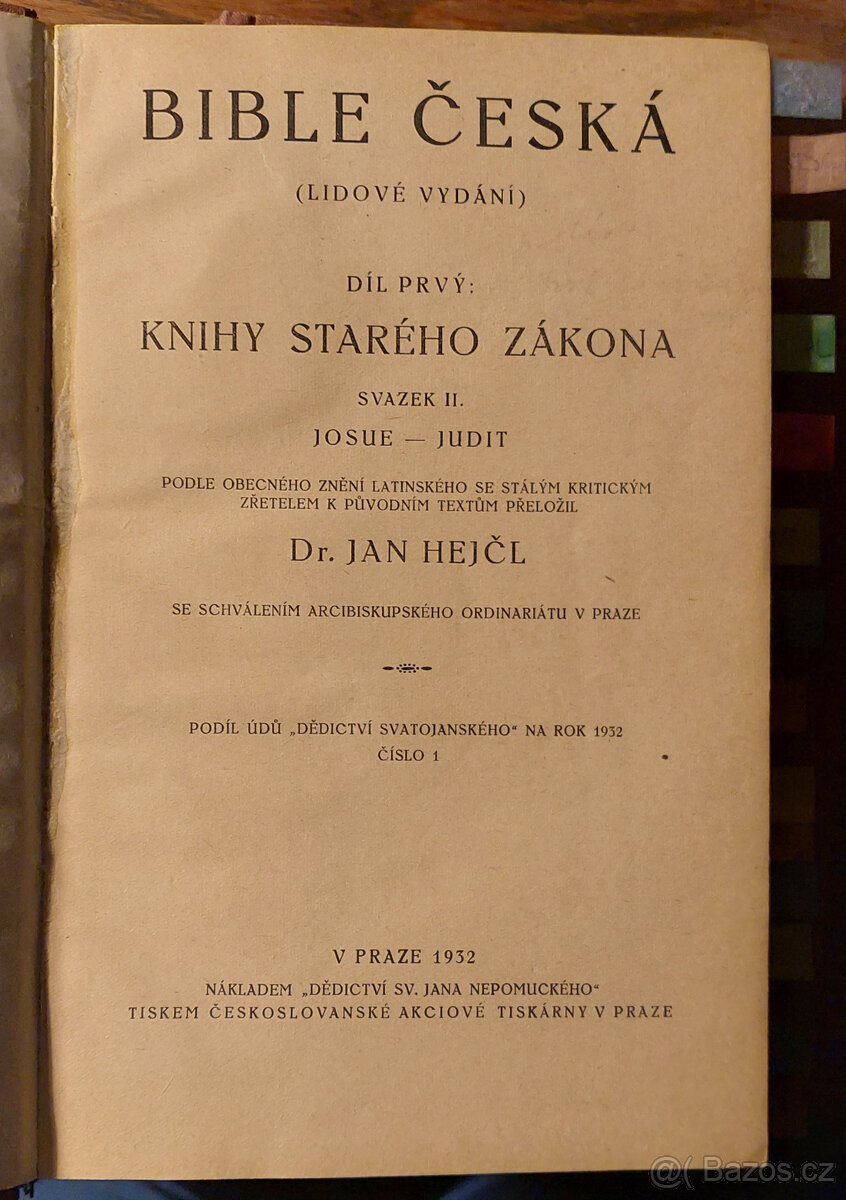 BIBLE ČESKÁ
(LIDOVÉ VYDÁNÍ)
DÍL PRVÝ:
KNIHY STARÉHO ZÁKONA
SVAZEK II.
JOSUE — JUDIT
PODLE OBECNÉHO ZNĚNÍ LATINSKÉHO SE STÁLÝM KRITICKÝM
ZŘETELEM K PŮVODNÍM TEXTŮM PŘELOŽIL
Dr. JAN HEJČL
SE SCHVÁLENÍM ARCIBISKUPSKÉHO ORDINARIÁTU V PRAZE
PODÍL ÚDŮ „DĚDICTVÍ SVATOJANSKÉHO“ NA ROK 1932
ČÍSLO 1
V PRAZE 1932
NÁKLADEM „DĚDICTVÍ SV. JANA NEPOMUCKÉHO“
TISKEM ČESKOSLOVANSKÉ AKCIOVÉ TISKÁRNY V PRAZE
@( Bazoš.cz